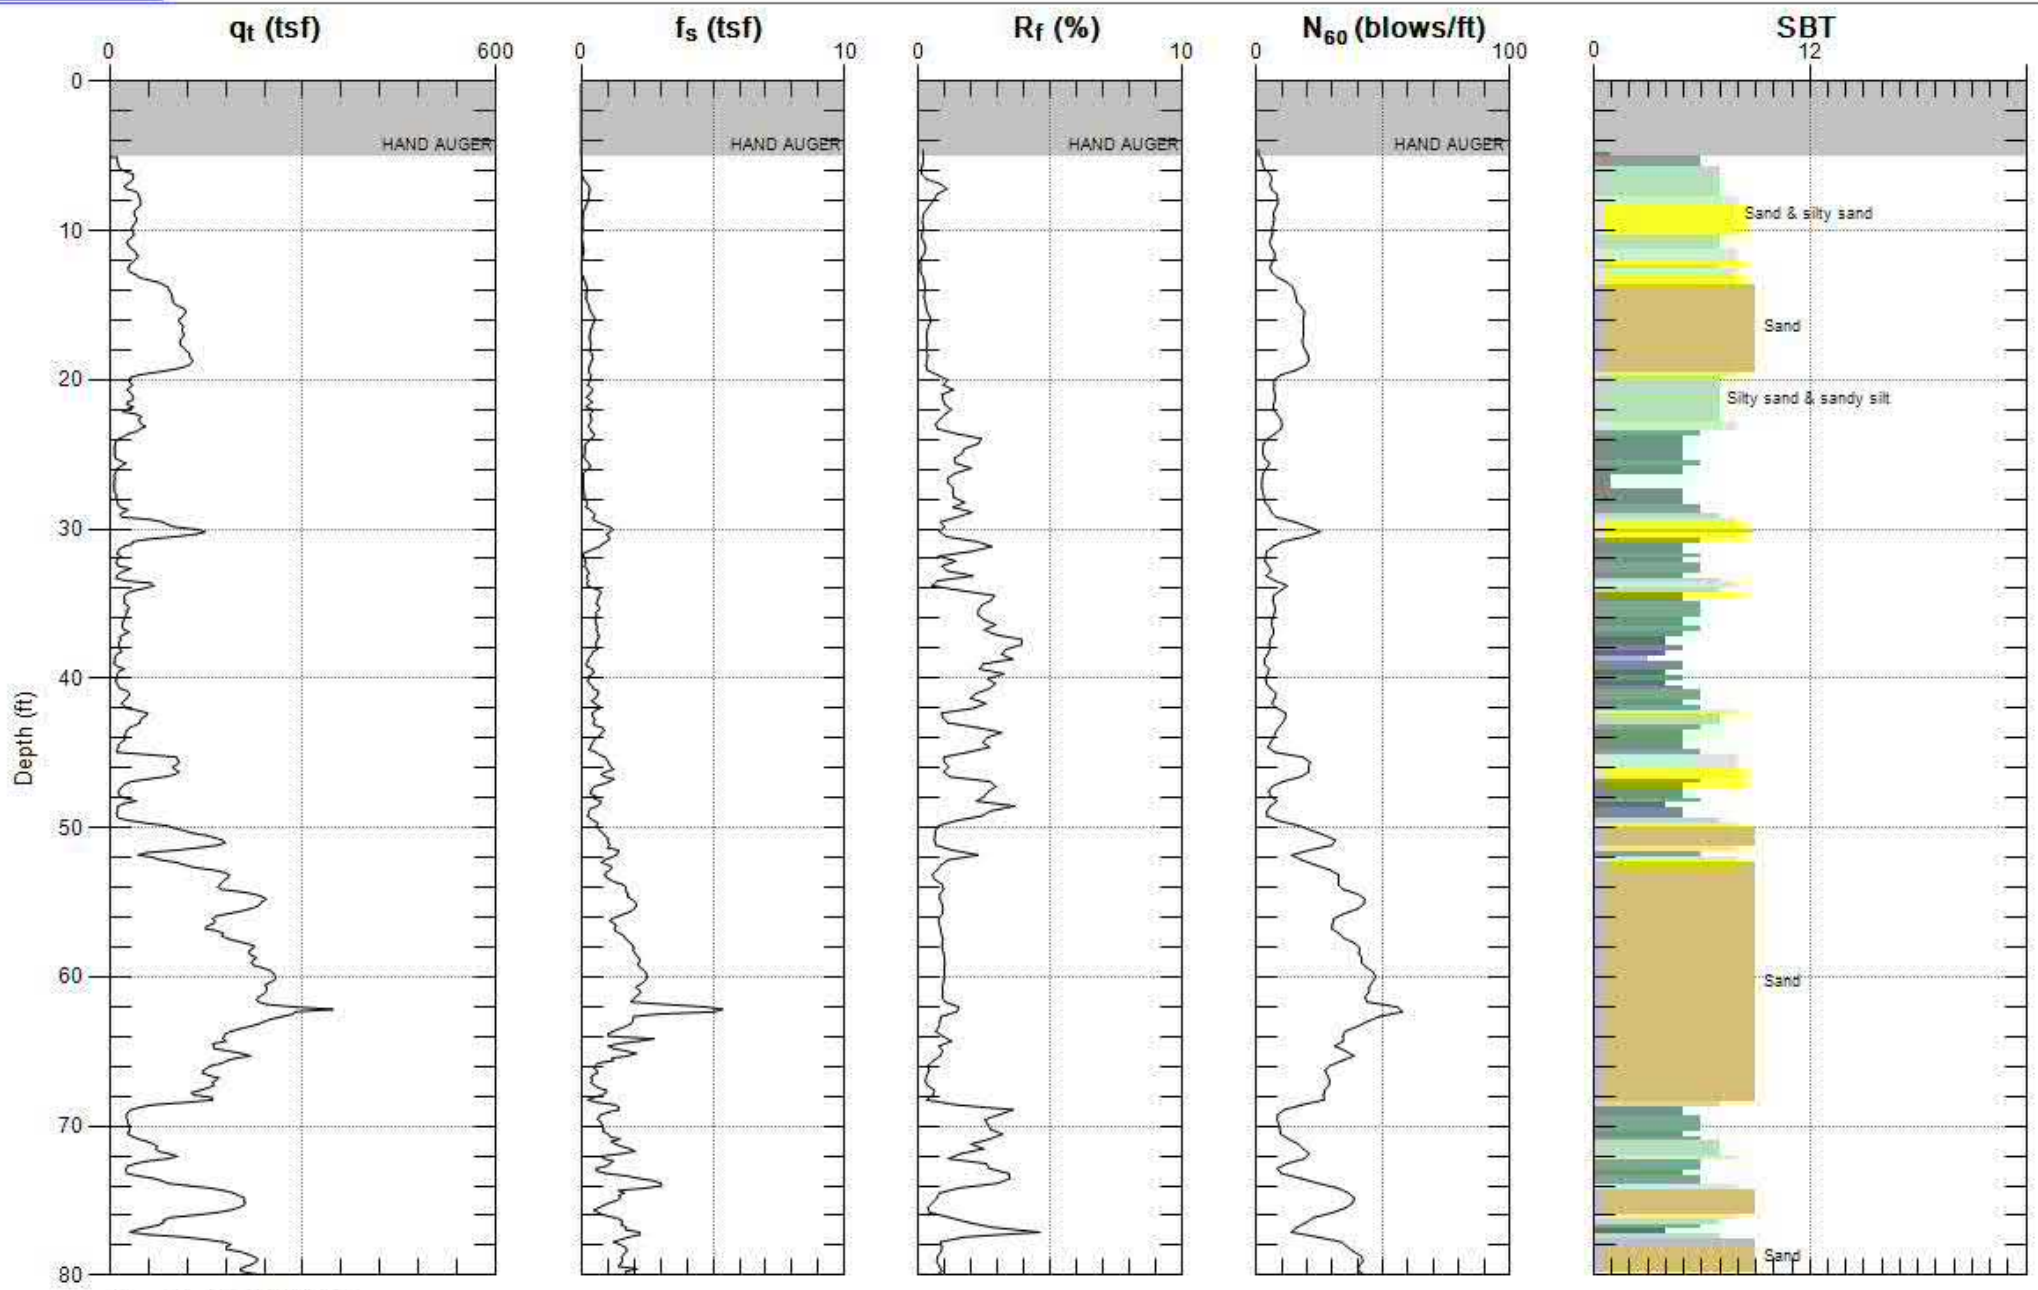 qt (tsf) fs (tsf) Rf (%) N60 (blows/ft) SBT
0 600 0 10 0 10 0 100 0 12
0
HAND AUGER HAND AUGER HAND AUGER HAND AUGER
Sand & silty sand
10
Sand
20
Silty sand & sandy silt
30
40
Depth (ft)
50
60
Sand
70
Sand
80